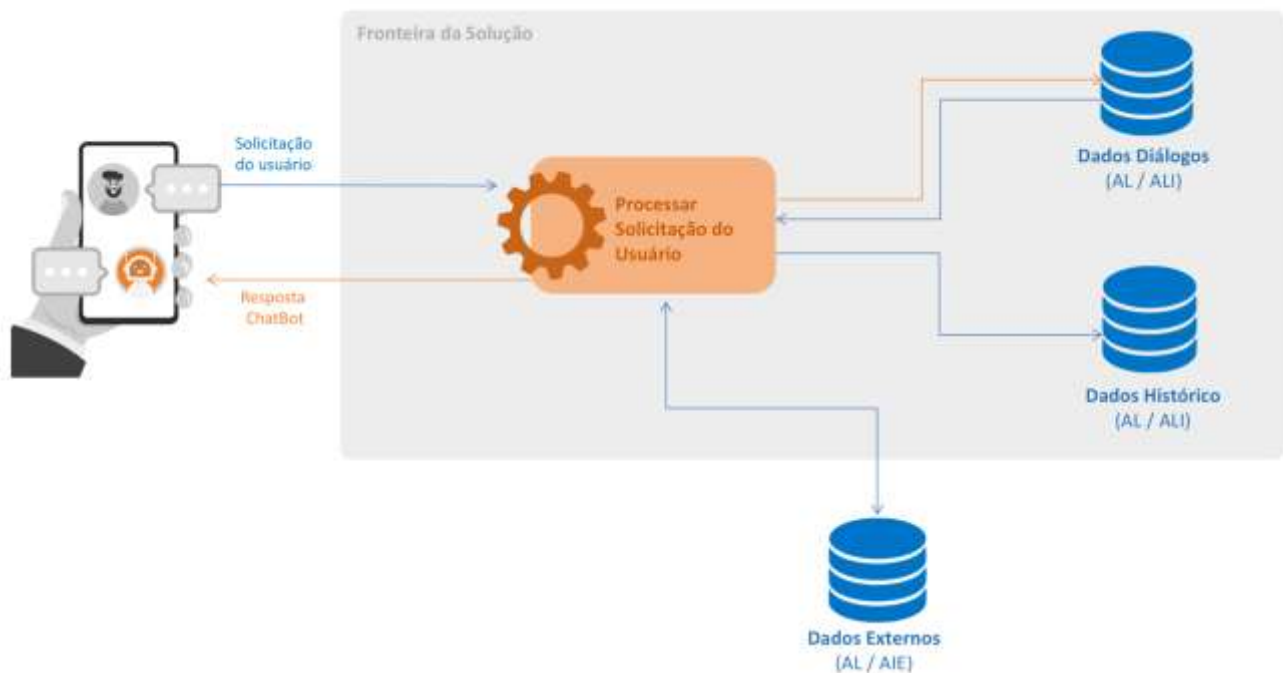 Fronteira da Solução
Solicitação
do usuário
Processar
Solicitação do
Usuário
Resposta
ChatBot
Dados Diálogos
(AL / ALI)
Dados Histórico
(AL / ALI)
Dados Externos
(AL / AIE)